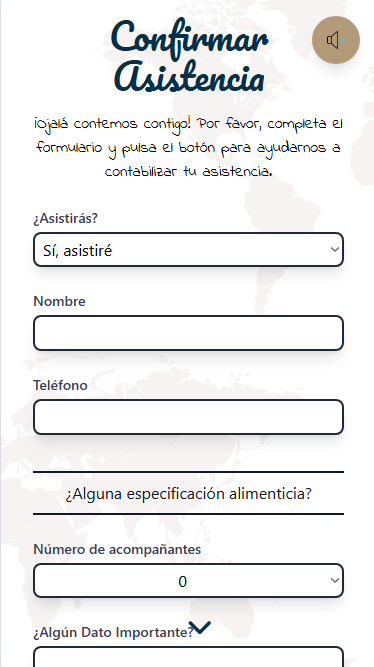 Confirmar
Asistencia
¡Ojalá contemos contigo! Por favor, completa el
formulario y pulsa el botón para ayudarnos a
contabilizar tu asistencia.
¿Asistirás?
Sí, asistiré
Nombre
Teléfono
¿Alguna especificación alimenticia?
Número de acompañantes
0
¿Algún Dato Importante?